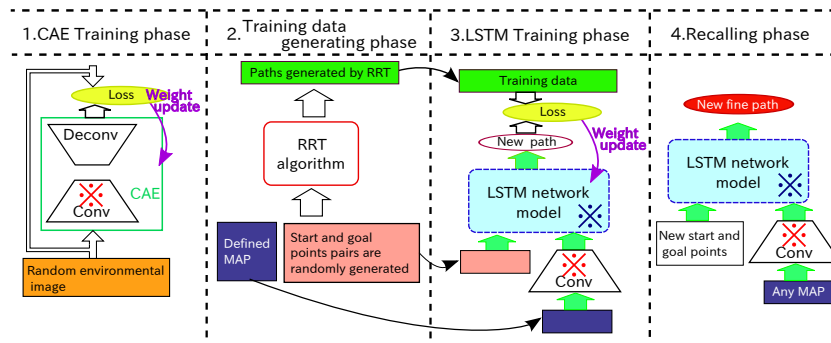 1.CAE Training phase
Loss
Weight
update
Deconv
※
Conv
CAE
Random environmental
image
2.Training data
generating phase
Paths generated by RRT
RRT
algorithm
Defined
MAP
Start and goal
points pairs are
randomly generated
3.LSTM Training phase
Training data
Loss
New path
Weight
update
LSTM network
model
※
※
Conv
4.Recalling phase
New fine path
LSTM network
model
※
New start and
goal points
※
Conv
Any MAP